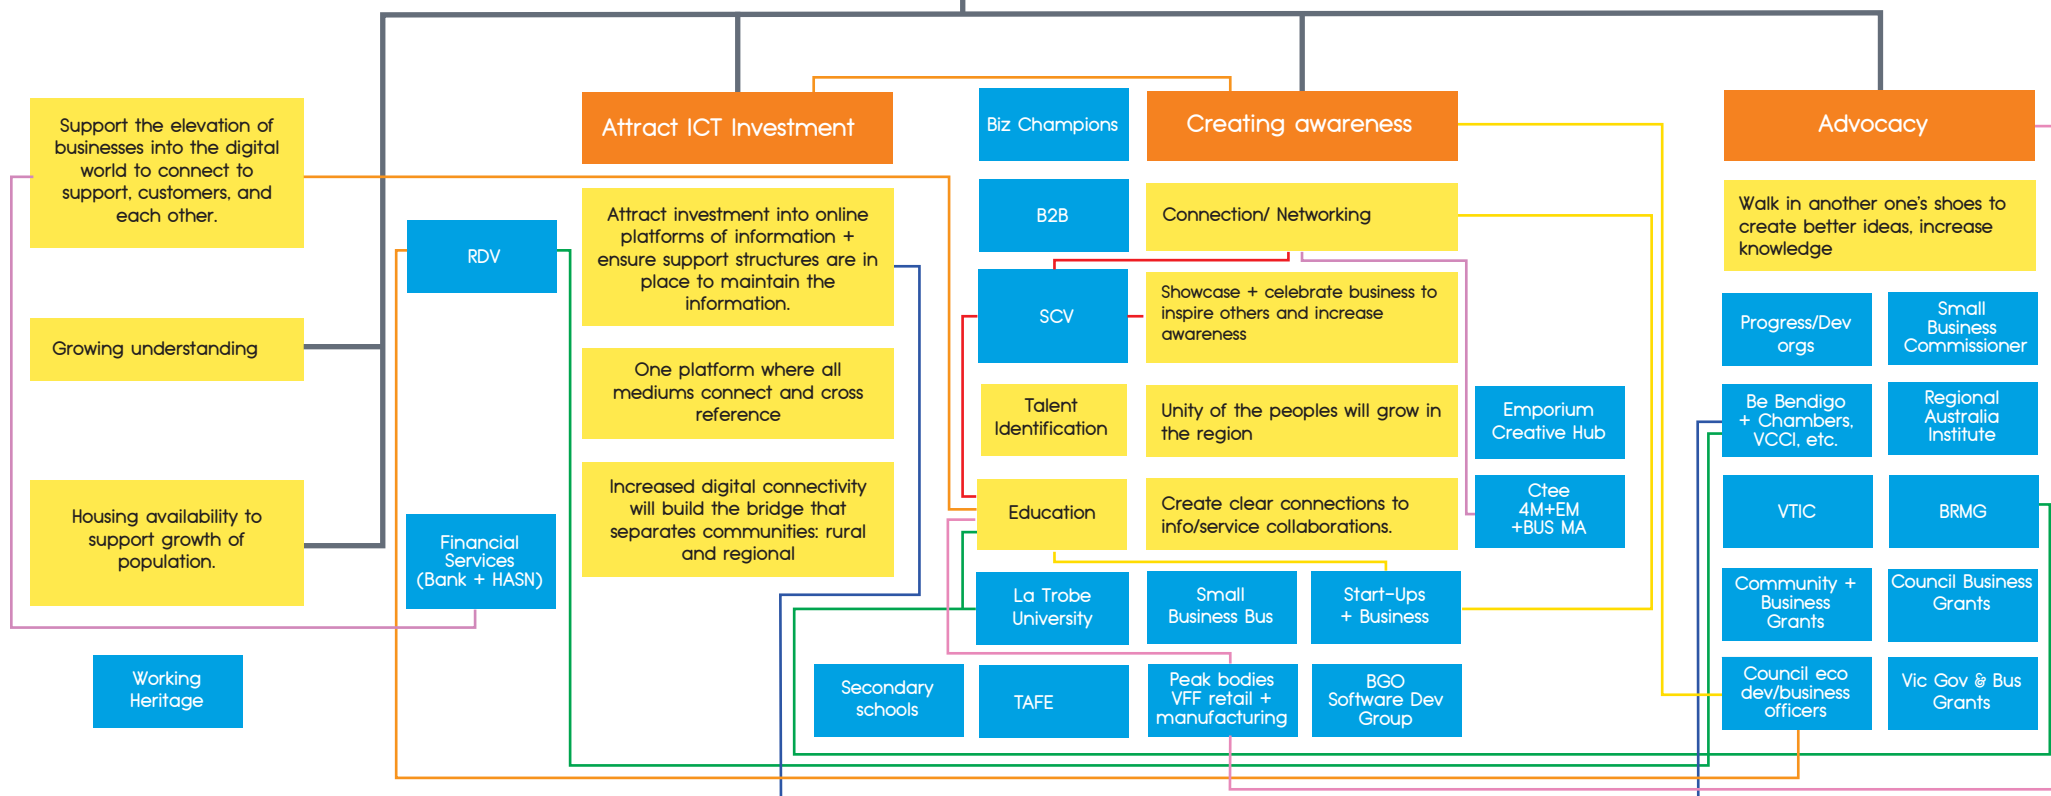 Support the elevation of
businesses into the digital
world to connect to
support, customers, and
each other.
Growing understanding
Housing availability to
support growth of
population.
Working
Heritage
RDV
Financial
Services
(Bank + HASN)
Attract ICT Investment
Attract investment into online
platforms of information +
ensure support structures are in
place to maintain the
information.
One platform where all
mediums connect and cross
reference
Increased digital connectivity
will build the bridge that
separates communities: rural
and regional
Biz Champions
B2B
SCV
Talent
Identification
Education
Creating awareness
Connection/ Networking
Showcase + celebrate business to
inspire others and increase
awareness
Unity of the peoples will grow in
the region
Create clear connections to
info/service collaborations.
Emporium
Creative Hub
Ctee
4M+EM
+BUS MA
La Trobe
University
Small
Business Bus
Start-Ups
+ Business
Secondary
schools
TAFE
Peak bodies
VFF retail +
manufacturing
BGO
Software Dev
Group
Advocacy
Walk in another one's shoes to
create better ideas, increase
knowledge
Progress/Dev
orgs
Small
Business
Commissioner
Be Bendigo
+ Chambers,
VCCI, etc.
Regional
Australia
Institute
VTIC
BRMG
Community +
Business
Grants
Council Business
Grants
Council eco
dev/business
officers
Vic Gov & Bus
Grants